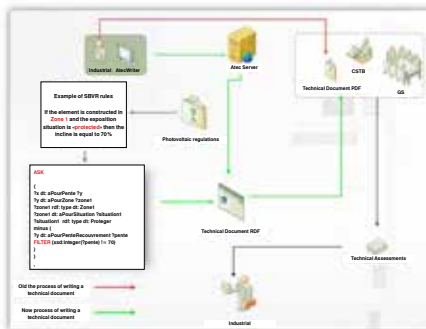 Industrial AtecWriter
Atec Server
CSTB
GS
Technical Document PDF
Example of SBVR rules
If the element is constructed in
Zone 1 and the exposition
situation is «protected» then the
incline is equal to 70%
Photovoltaic regulations
ASK
{
?x dt: aPourPente ?y
?y dt: aPourZone ?zone1
?zone1 rdf: type dt: Zone1
?zone1 dt: aPourSituation ?situation1
?situation1 rdf: type dt: Proteger
minus {
?y dt: aPourPenteRecouvrement ?pente
FILTER (xsd:integer(?pente) != 70)
}
}
Technical Document RDF
Technical Assessments
Old the process of writing a
technical document
Now process of writing a
technical document
Industrial